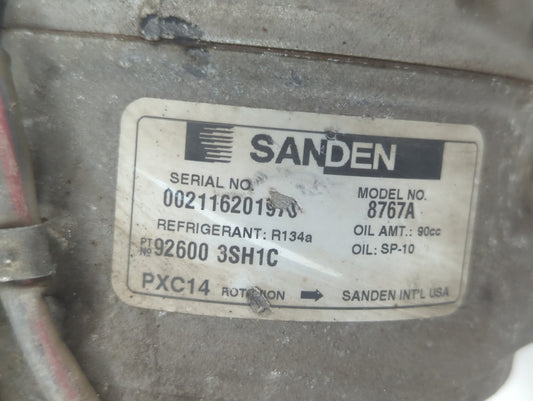 SANDEN
SERIAL NO. MODEL NO.
8767A
REFRIGERANT: R134a OIL AMT.: 90cc
PT NO 92600 3SH1C OIL: SP-10
PXC14 ROTATION SANDEN INT'L USA